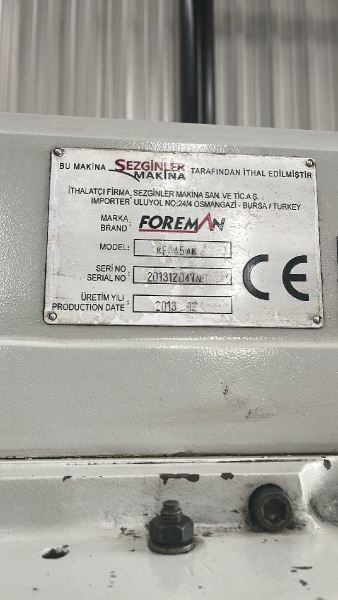 BU MAKİNA SEZGİNLER MAKİNA TARAFINDAN İTHAL EDİLMİŞTİR
İTHALATÇI FİRMA: SEZGİNLER MAKİNA SAN. VE TİC.A.Ş.
IMPORTER ULUYOL NO:24/4 OSMANGAZİ - BURSA / TURKEY
MARKA
BRAND: FOREMAN
MODEL:
SERİ NO:
SERIAL NO:
ÜRETİM YILI
PRODUCTION DATE: 2013 12
CE